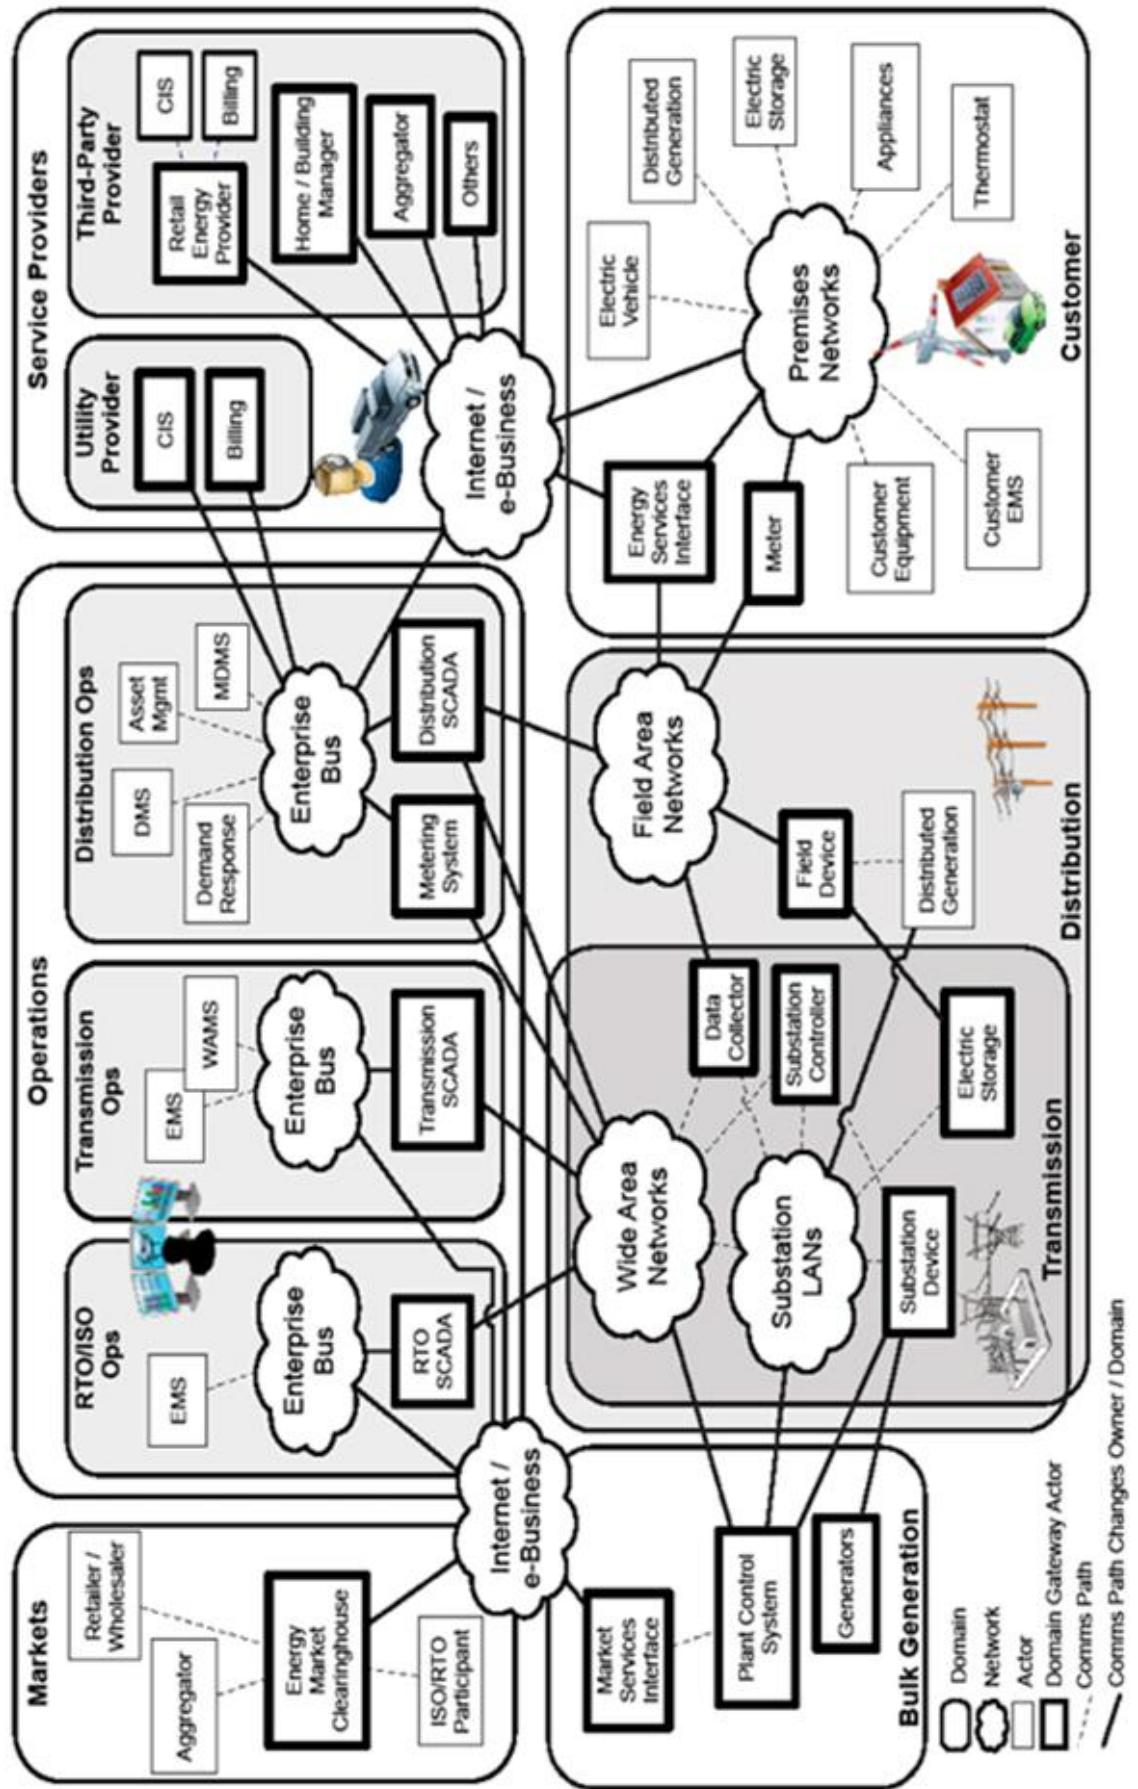 Markets
Retailer /
Wholesaler
Aggregator
Energy
Market
Clearinghouse
ISO/RTO
Participant
Operations
RTO/ISO
Ops
EMS
Enterprise
Bus
RTO
SCADA
Transmission
Ops
EMS
WAMS
Enterprise
Bus
Transmission
SCADA
Distribution Ops
DMS
Asset
Mgmt
Demand
Response
MDMS
Enterprise
Bus
Metering
System
Distribution
SCADA
Service Providers
Utility
Provider
CIS
Billing
Third-Party
Provider
CIS
Billing
Retail
Energy
Provider
Home / Building
Manager
Aggregator
Others
Internet /
e-Business
Internet /
e-Business
Market
Services
Interface
Plant Control
System
Generators
Bulk Generation
Wide Area
Networks
Substation
LANs
Substation
Device
Data
Collector
Substation
Controller
Electric
Storage
Transmission
Field Area
Networks
Field
Device
Distributed
Generation
Distribution
Energy
Services
Interface
Meter
Customer
Equipment
Customer
EMS
Premises
Networks
Electric
Vehicle
Distributed
Generation
Electric
Storage
Appliances
Thermostat
Customer
Domain
Network
Actor
Domain Gateway Actor
Comms Path
Comms Path Changes Owner / Domain